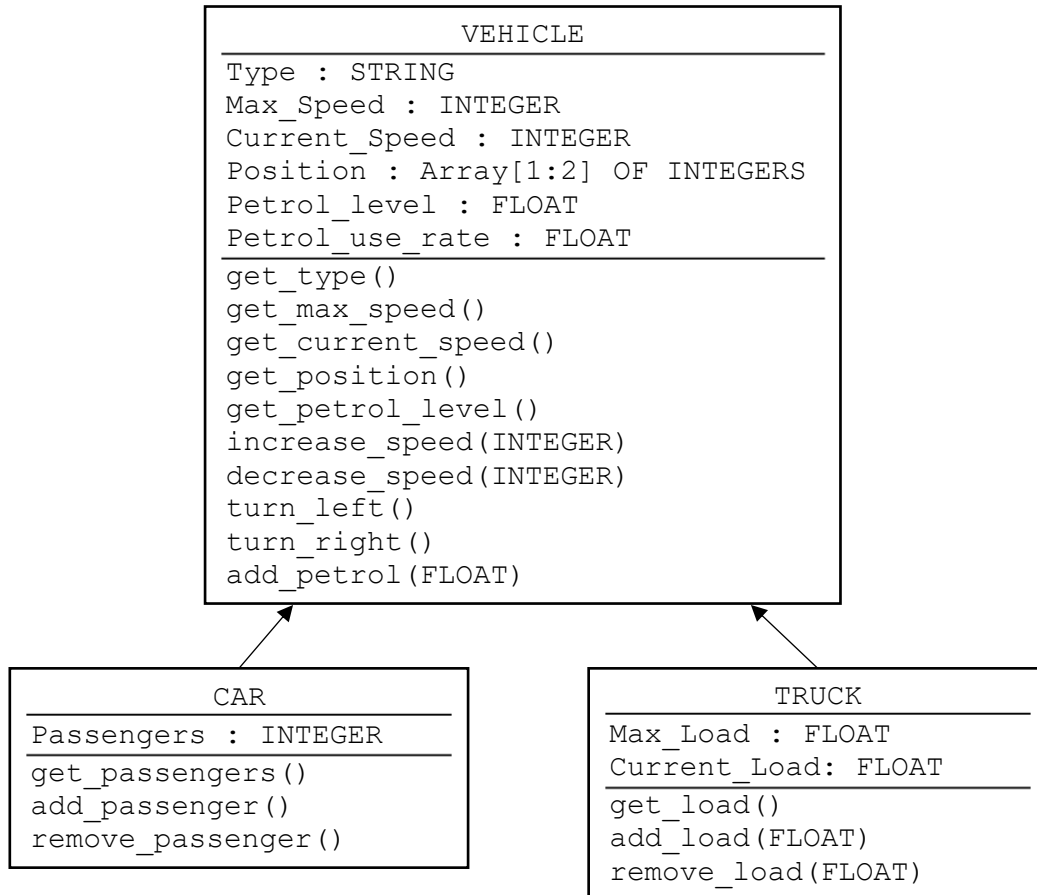 VEHICLE
Type : STRING
Max_Speed : INTEGER
Current_Speed : INTEGER
Position : Array[1:2] OF INTEGERS
Petrol_level : FLOAT
Petrol_use_rate : FLOAT
get_type()
get_max_speed()
get_current_speed()
get_position()
get_petrol_level()
increase_speed(INTEGER)
decrease_speed(INTEGER)
turn_left()
turn_right()
add_petrol(FLOAT)
CAR
Passengers : INTEGER
get_passengers()
add_passenger()
remove_passenger()
TRUCK
Max_Load : FLOAT
Current_Load: FLOAT
get_load()
add_load(FLOAT)
remove_load(FLOAT)